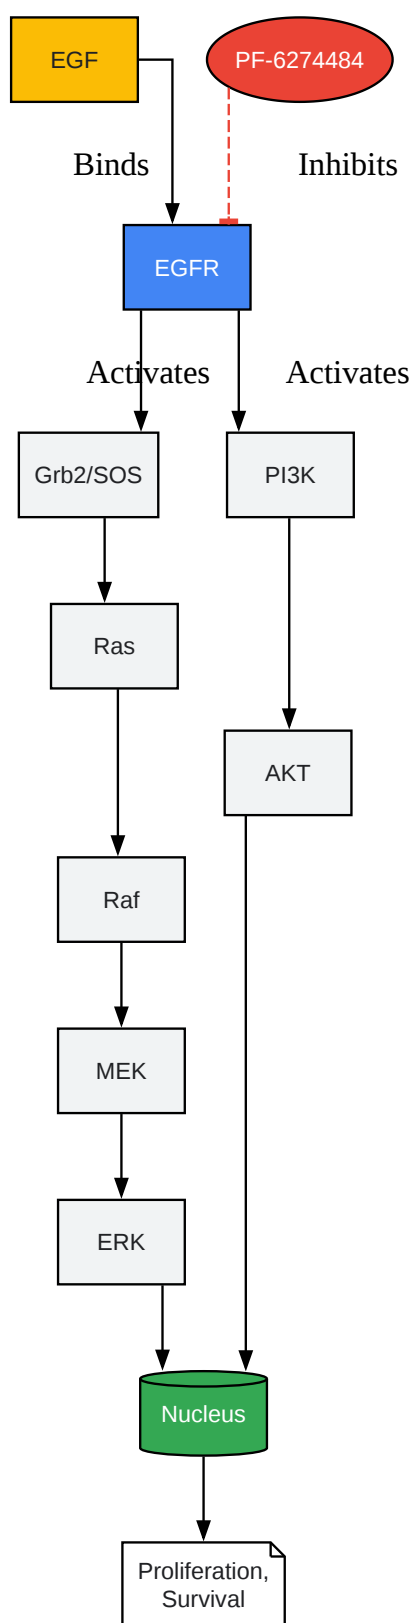 EGF
PF-6274484
Binds
Inhibits
EGFR
Activates
Activates
Grb2/SOS
PI3K
Ras
AKT
Raf
MEK
ERK
Nucleus
Proliferation,
Survival